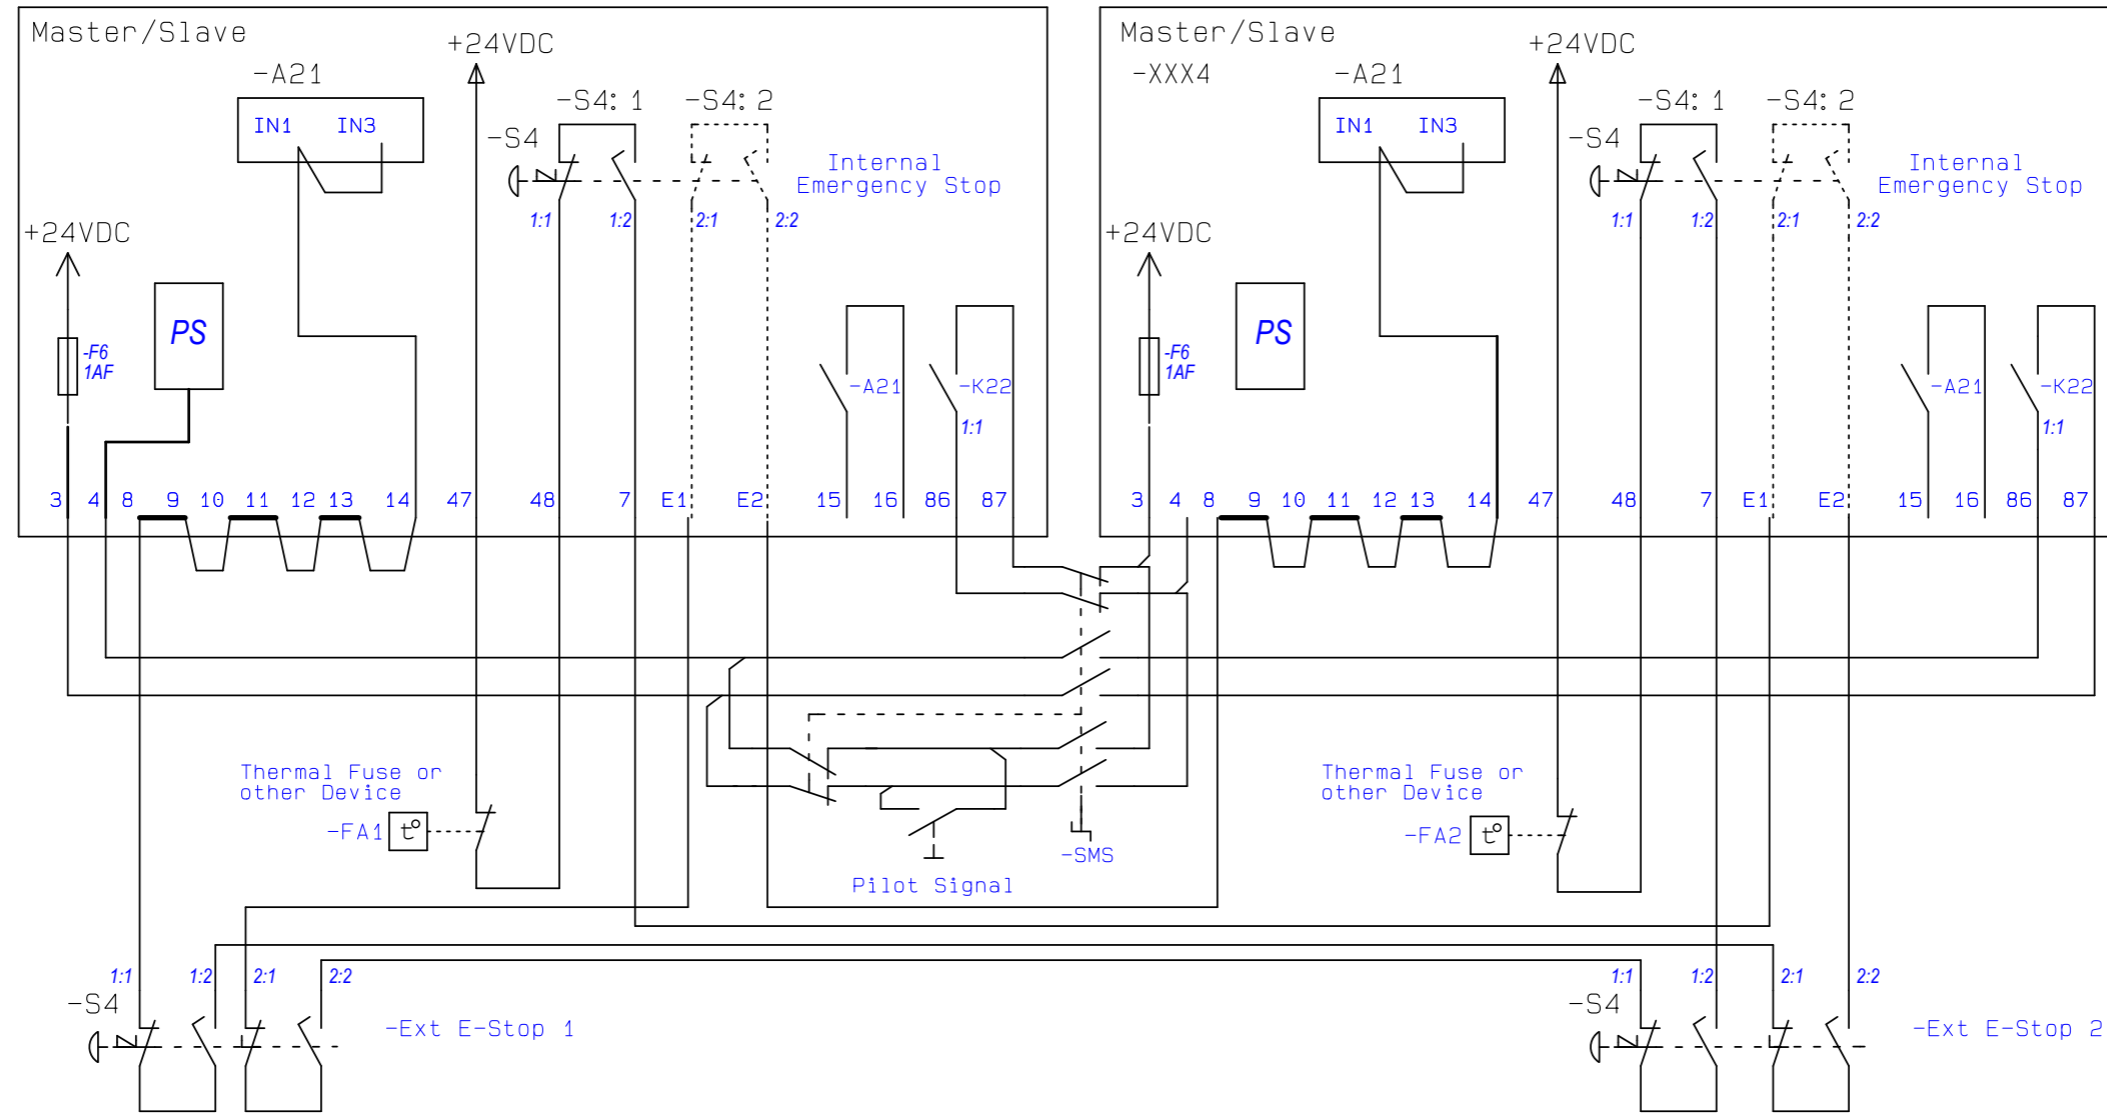 Master/Slave
-A21
IN1 IN3
+24VDC
-S4:1 -S4:2
-S4
Internal
Emergency Stop
1:1 1:2 2:1 2:2
+24VDC
PS
-F6
1AF
-A21
-K22
1:1
3 4 8 9 10 11 12 13 14 47 48 7 E1 E2 15 16 86 87
Master/Slave
-XXX4
-A21
IN1 IN3
+24VDC
-S4:1 -S4:2
-S4
Internal
Emergency Stop
1:1 1:2 2:1 2:2
+24VDC
PS
-F6
1AF
-A21
-K22
1:1
3 4 8 9 10 11 12 13 14 47 48 7 E1 E2 15 16 86 87
Thermal Fuse or
other Device
-FA1 t°
Pilot Signal
-SMS
Thermal Fuse or
other Device
-FA2 t°
1:1 1:2 2:1 2:2
-S4
-Ext E-Stop 1
1:1 1:2 2:1 2:2
-S4
-Ext E-Stop 2